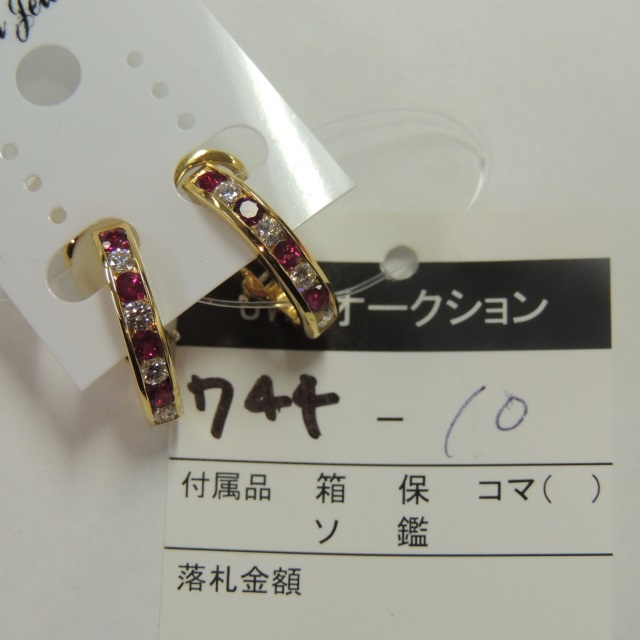 オークション
744 - 10
付属品 箱 保 コマ( )
ソ 鑑
落札金額